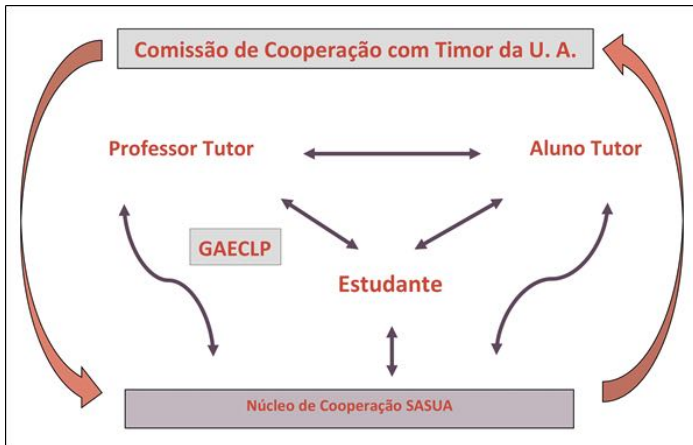 Comissão de Cooperação com Timor da U. A.
Professor Tutor
Aluno Tutor
GAECLP
Estudante
Núcleo de Cooperação SASUA